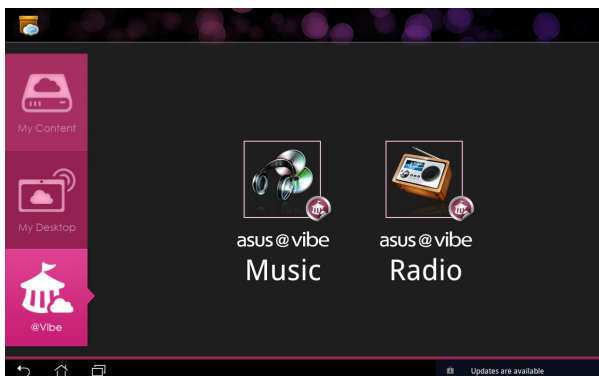 My Content
My Desktop
@Vibe
asus@vibe
Music
asus@vibe
Radio
Updates are available